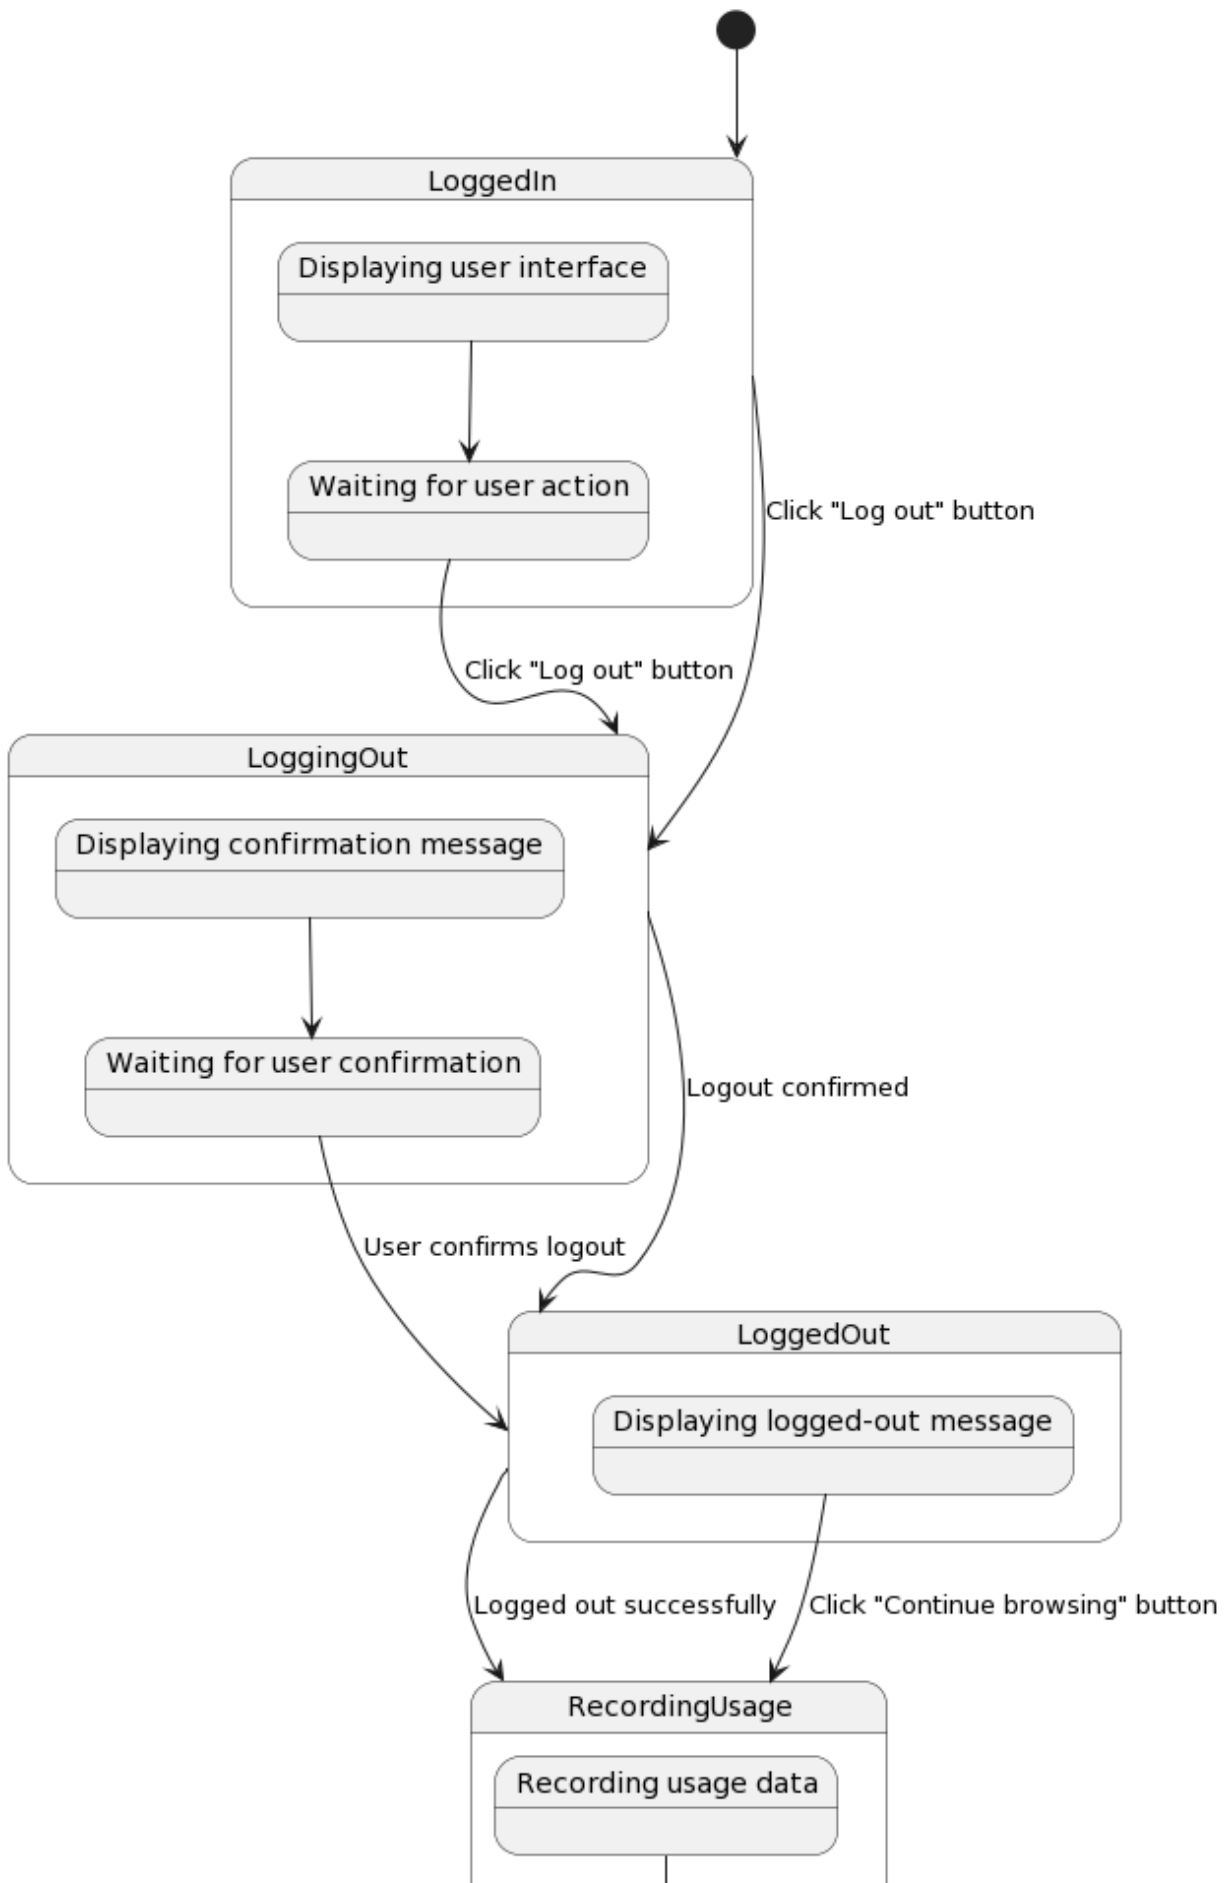 LoggedIn
Displaying user interface
Waiting for user action
Click "Log out" button
Click "Log out" button
LoggingOut
Displaying confirmation message
Waiting for user confirmation
Logout confirmed
User confirms logout
LoggedOut
Displaying logged-out message
Logged out successfully
Click "Continue browsing" button
RecordingUsage
Recording usage data